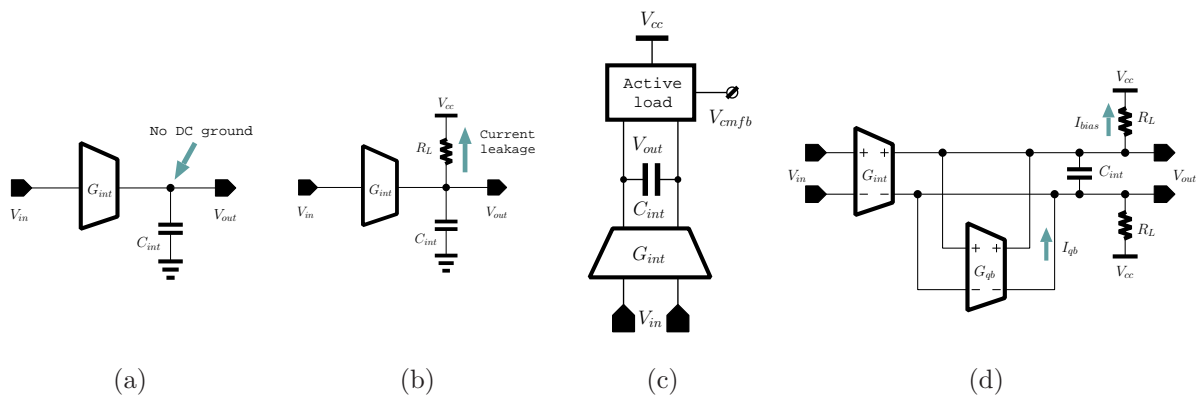 No DC ground
G_int
V_in
V_out
C_int
(a)
V_cc
R_L
Current
leakage
G_int
V_in
V_out
C_int
(b)
V_cc
Active
load
V_cmfb
V_out
C_int
G_int
V_in
(c)
V_cc
I_bias
R_L
+ +
G_int
− −
V_in
C_int
V_out
+ +
G_qb
− −
I_qb
R_L
V_cc
(d)